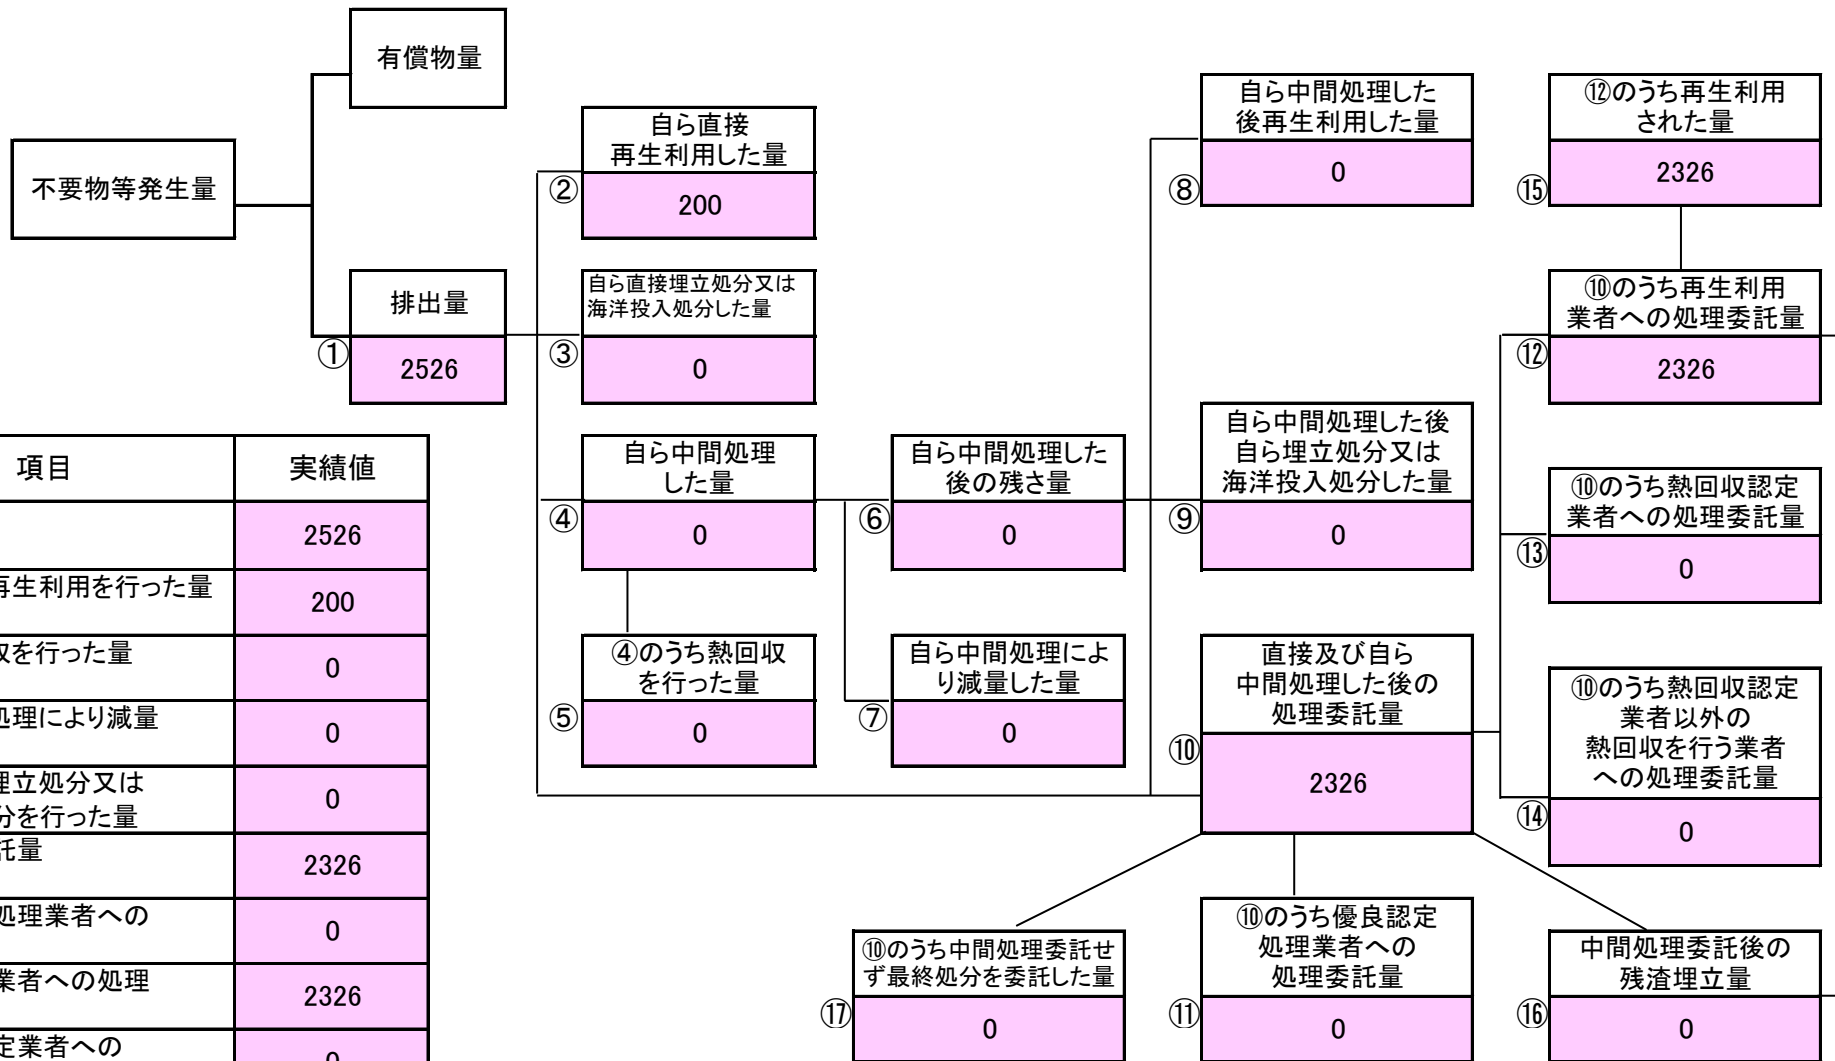 有償物量
不要物等発生量
排出量
①
2526
自ら直接
再生利用した量
②
200
自ら直接埋立処分又は
海洋投入処分した量
③
0
自ら中間処理
した量
④
0
④のうち熱回収
を行った量
⑤
0
自ら中間処理した
後の残さ量
⑥
0
自ら中間処理によ
り減量した量
⑦
0
自ら中間処理した
後再生利用した量
⑧
0
自ら中間処理した後
自ら埋立処分又は
海洋投入処分した量
⑨
0
直接及び自ら
中間処理した後の
処理委託量
⑩
2326
⑫のうち再生利用
された量
⑮
2326
⑩のうち再生利用
業者への処理委託量
⑫
2326
⑩のうち熱回収認定
業者への処理委託量
⑬
0
⑩のうち熱回収認定
業者以外の
熱回収を行う業者
への処理委託量
⑭
0
⑩のうち中間処理委託せ
ず最終処分を委託した量
⑰
0
⑩のうち優良認定
処理業者への
処理委託量
⑪
0
中間処理委託後の
残渣埋立量
⑯
0
項目 実績値
2526
再生利用を行った量
200
を行った量
0
処理により減量
0
埋立処分又は
分を行った量
0
託量
2326
処理業者への
0
業者への処理
2326
定業者への
0